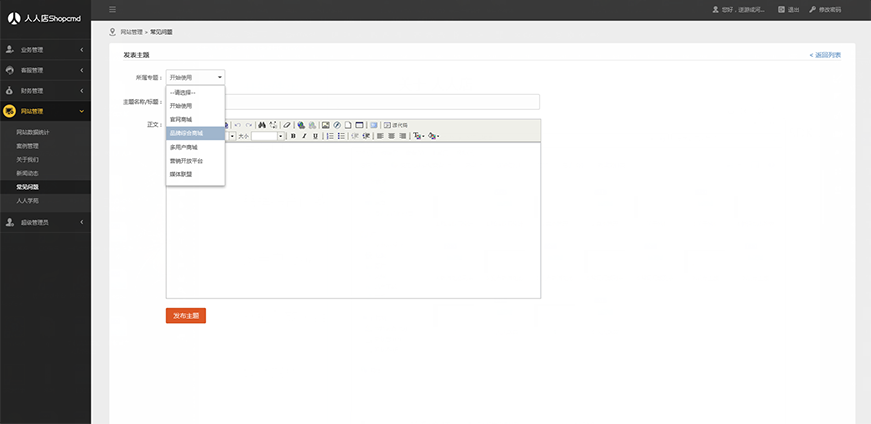 人人店Shopcmd
退出
修改密码
网站管理 > 常见问题
业务管理
客服管理
财务管理
网站管理
网站数据统计
案例管理
关于我们
新闻动态
常见问题
人人学苑
超级管理员
发表主题
< 返回列表
所属专题：
开始使用
--请选择--
开始使用
官网商城
品牌综合商城
多用户商城
营销开放平台
媒体联盟
主题名称/标题：
正文：
源代码
大小
B I U
发布主题